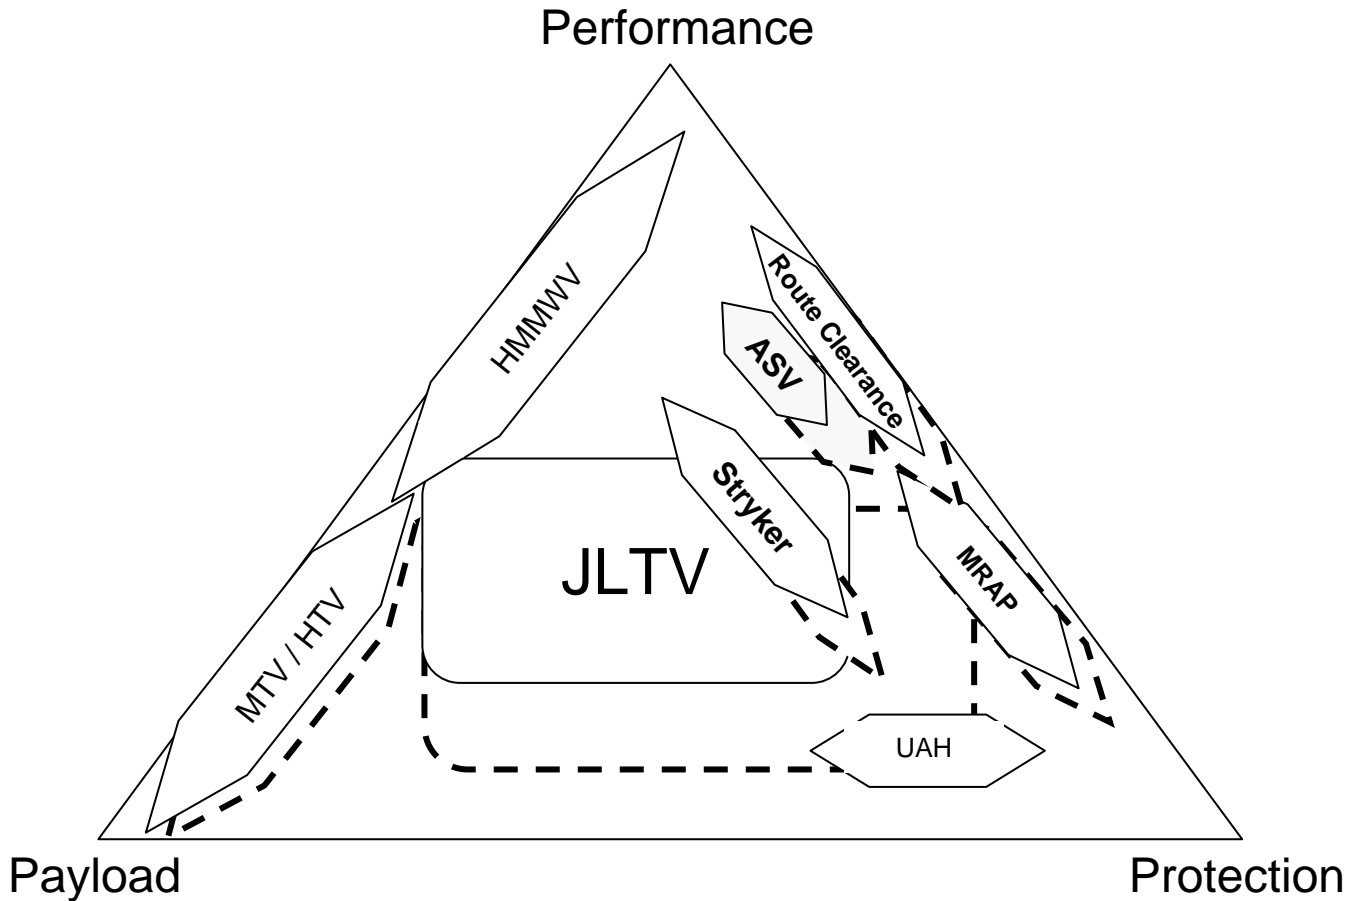 Performance
HMMWV
Route Clearance
ASV
Stryker
JLTV
MRAP
MTV / HTV
UAH
Payload
Protection